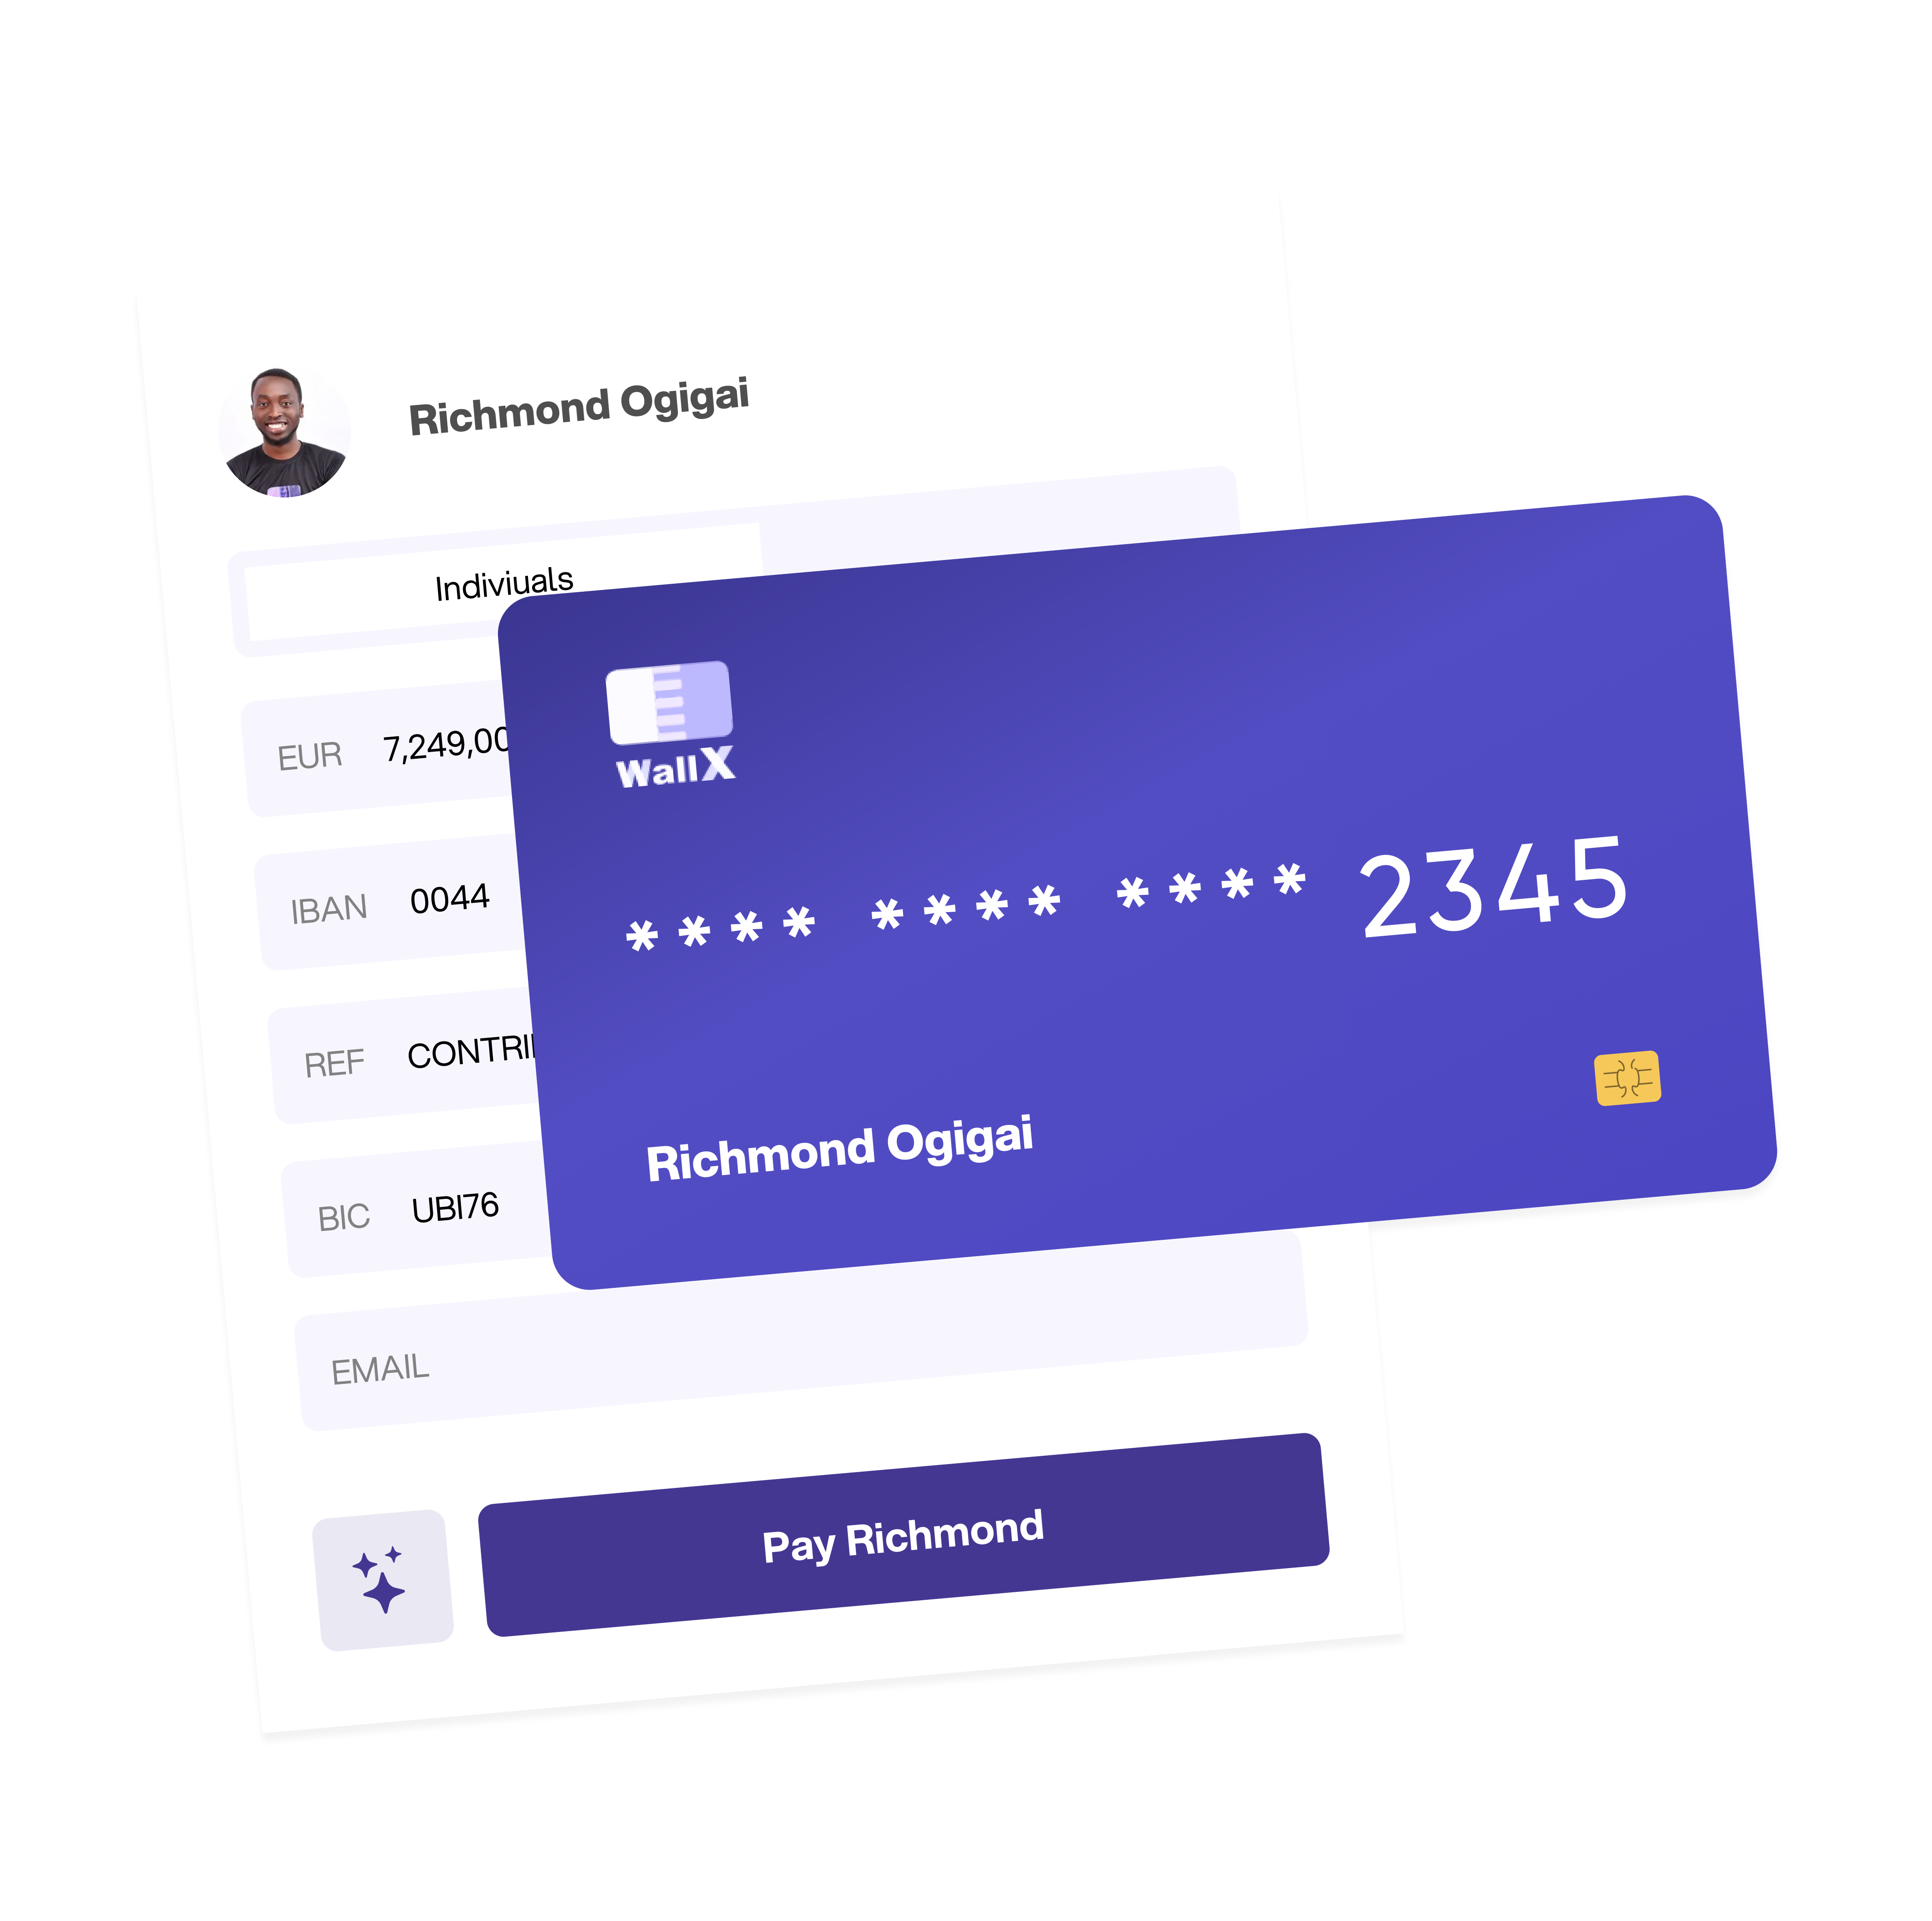 Richmond Ogigai
Indiviuals
EUR 7,249,00
IBAN 0044
REF CONTRI
BIC UBI76
EMAIL
Pay Richmond
WallX
**** **** **** 2345
Richmond Ogigai